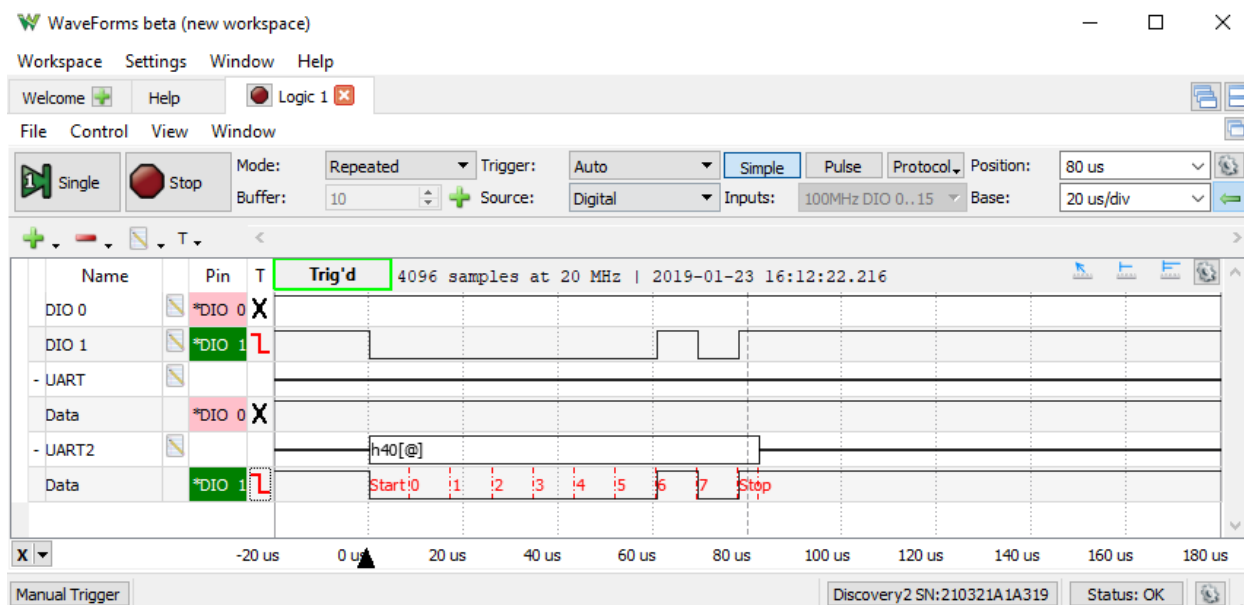 WaveForms beta (new workspace)
Workspace Settings Window Help
Welcome Help Logic 1
File Control View Window
Single Stop Mode: Repeated Trigger: Auto Simple Pulse Protocol Position: 80 us
Buffer: 10 Source: Digital Inputs: 100MHz DIO 0..15 Base: 20 us/div
T
Name Pin T Trig'd 4096 samples at 20 MHz | 2019-01-23 16:12:22.216
DIO 0 *DIO 0 X
DIO 1 *DIO 1
- UART
Data *DIO 0 X
- UART2 h40[@]
Data *DIO 1 Start 0 1 2 3 4 5 6 7 Stop
X -20 us 0 us 20 us 40 us 60 us 80 us 100 us 120 us 140 us 160 us 180 us
Manual Trigger Discovery2 SN:210321A1A319 Status: OK